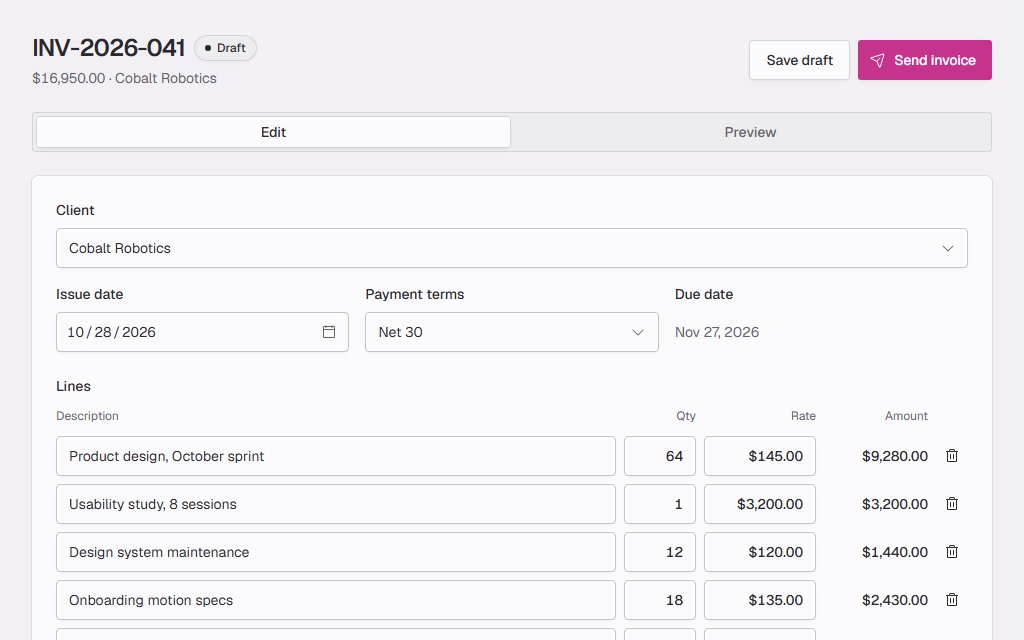 INV-2026-041 Draft
$16,950.00 · Cobalt Robotics
Save draft
Send invoice
Edit
Preview
Client
Cobalt Robotics
Issue date
Payment terms
Due date
10/28/2026
Net 30
Nov 27, 2026
Lines
Description Qty Rate Amount
Product design, October sprint 64 $145.00 $9,280.00
Usability study, 8 sessions 1 $3,200.00 $3,200.00
Design system maintenance 12 $120.00 $1,440.00
Onboarding motion specs 18 $135.00 $2,430.00